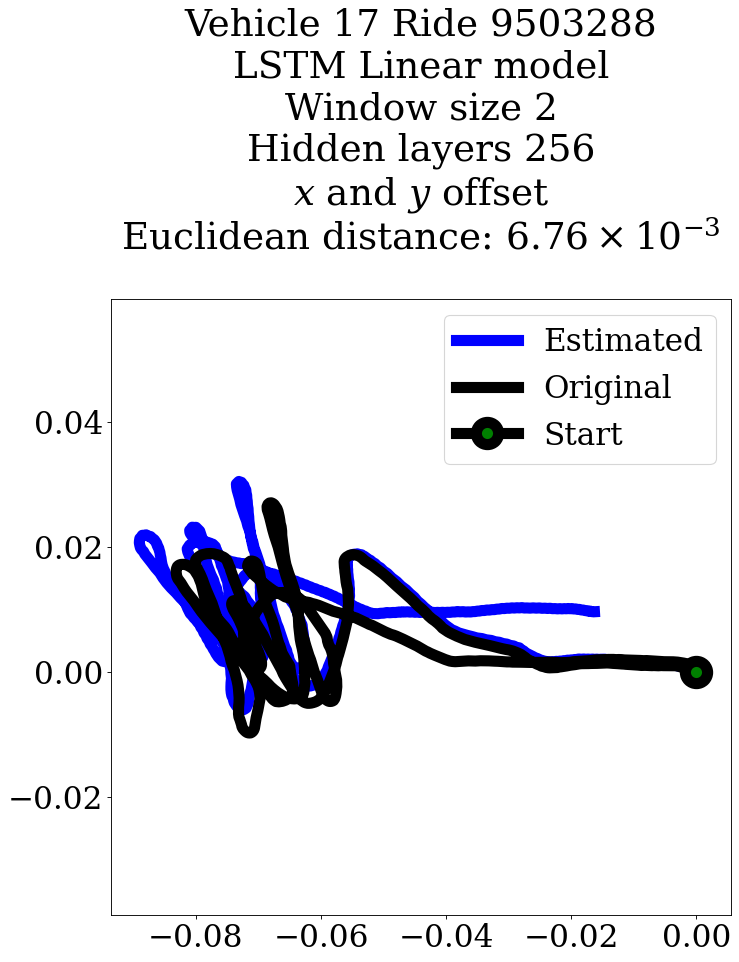 Vehicle 17 Ride 9503288
LSTM Linear model
Window size 2
Hidden layers 256
x and y offset
Euclidean distance: 6.76 × 10⁻³
Estimated
Original
Start
0.04
0.02
0.00
−0.02
−0.08 −0.06 −0.04 −0.02 0.00